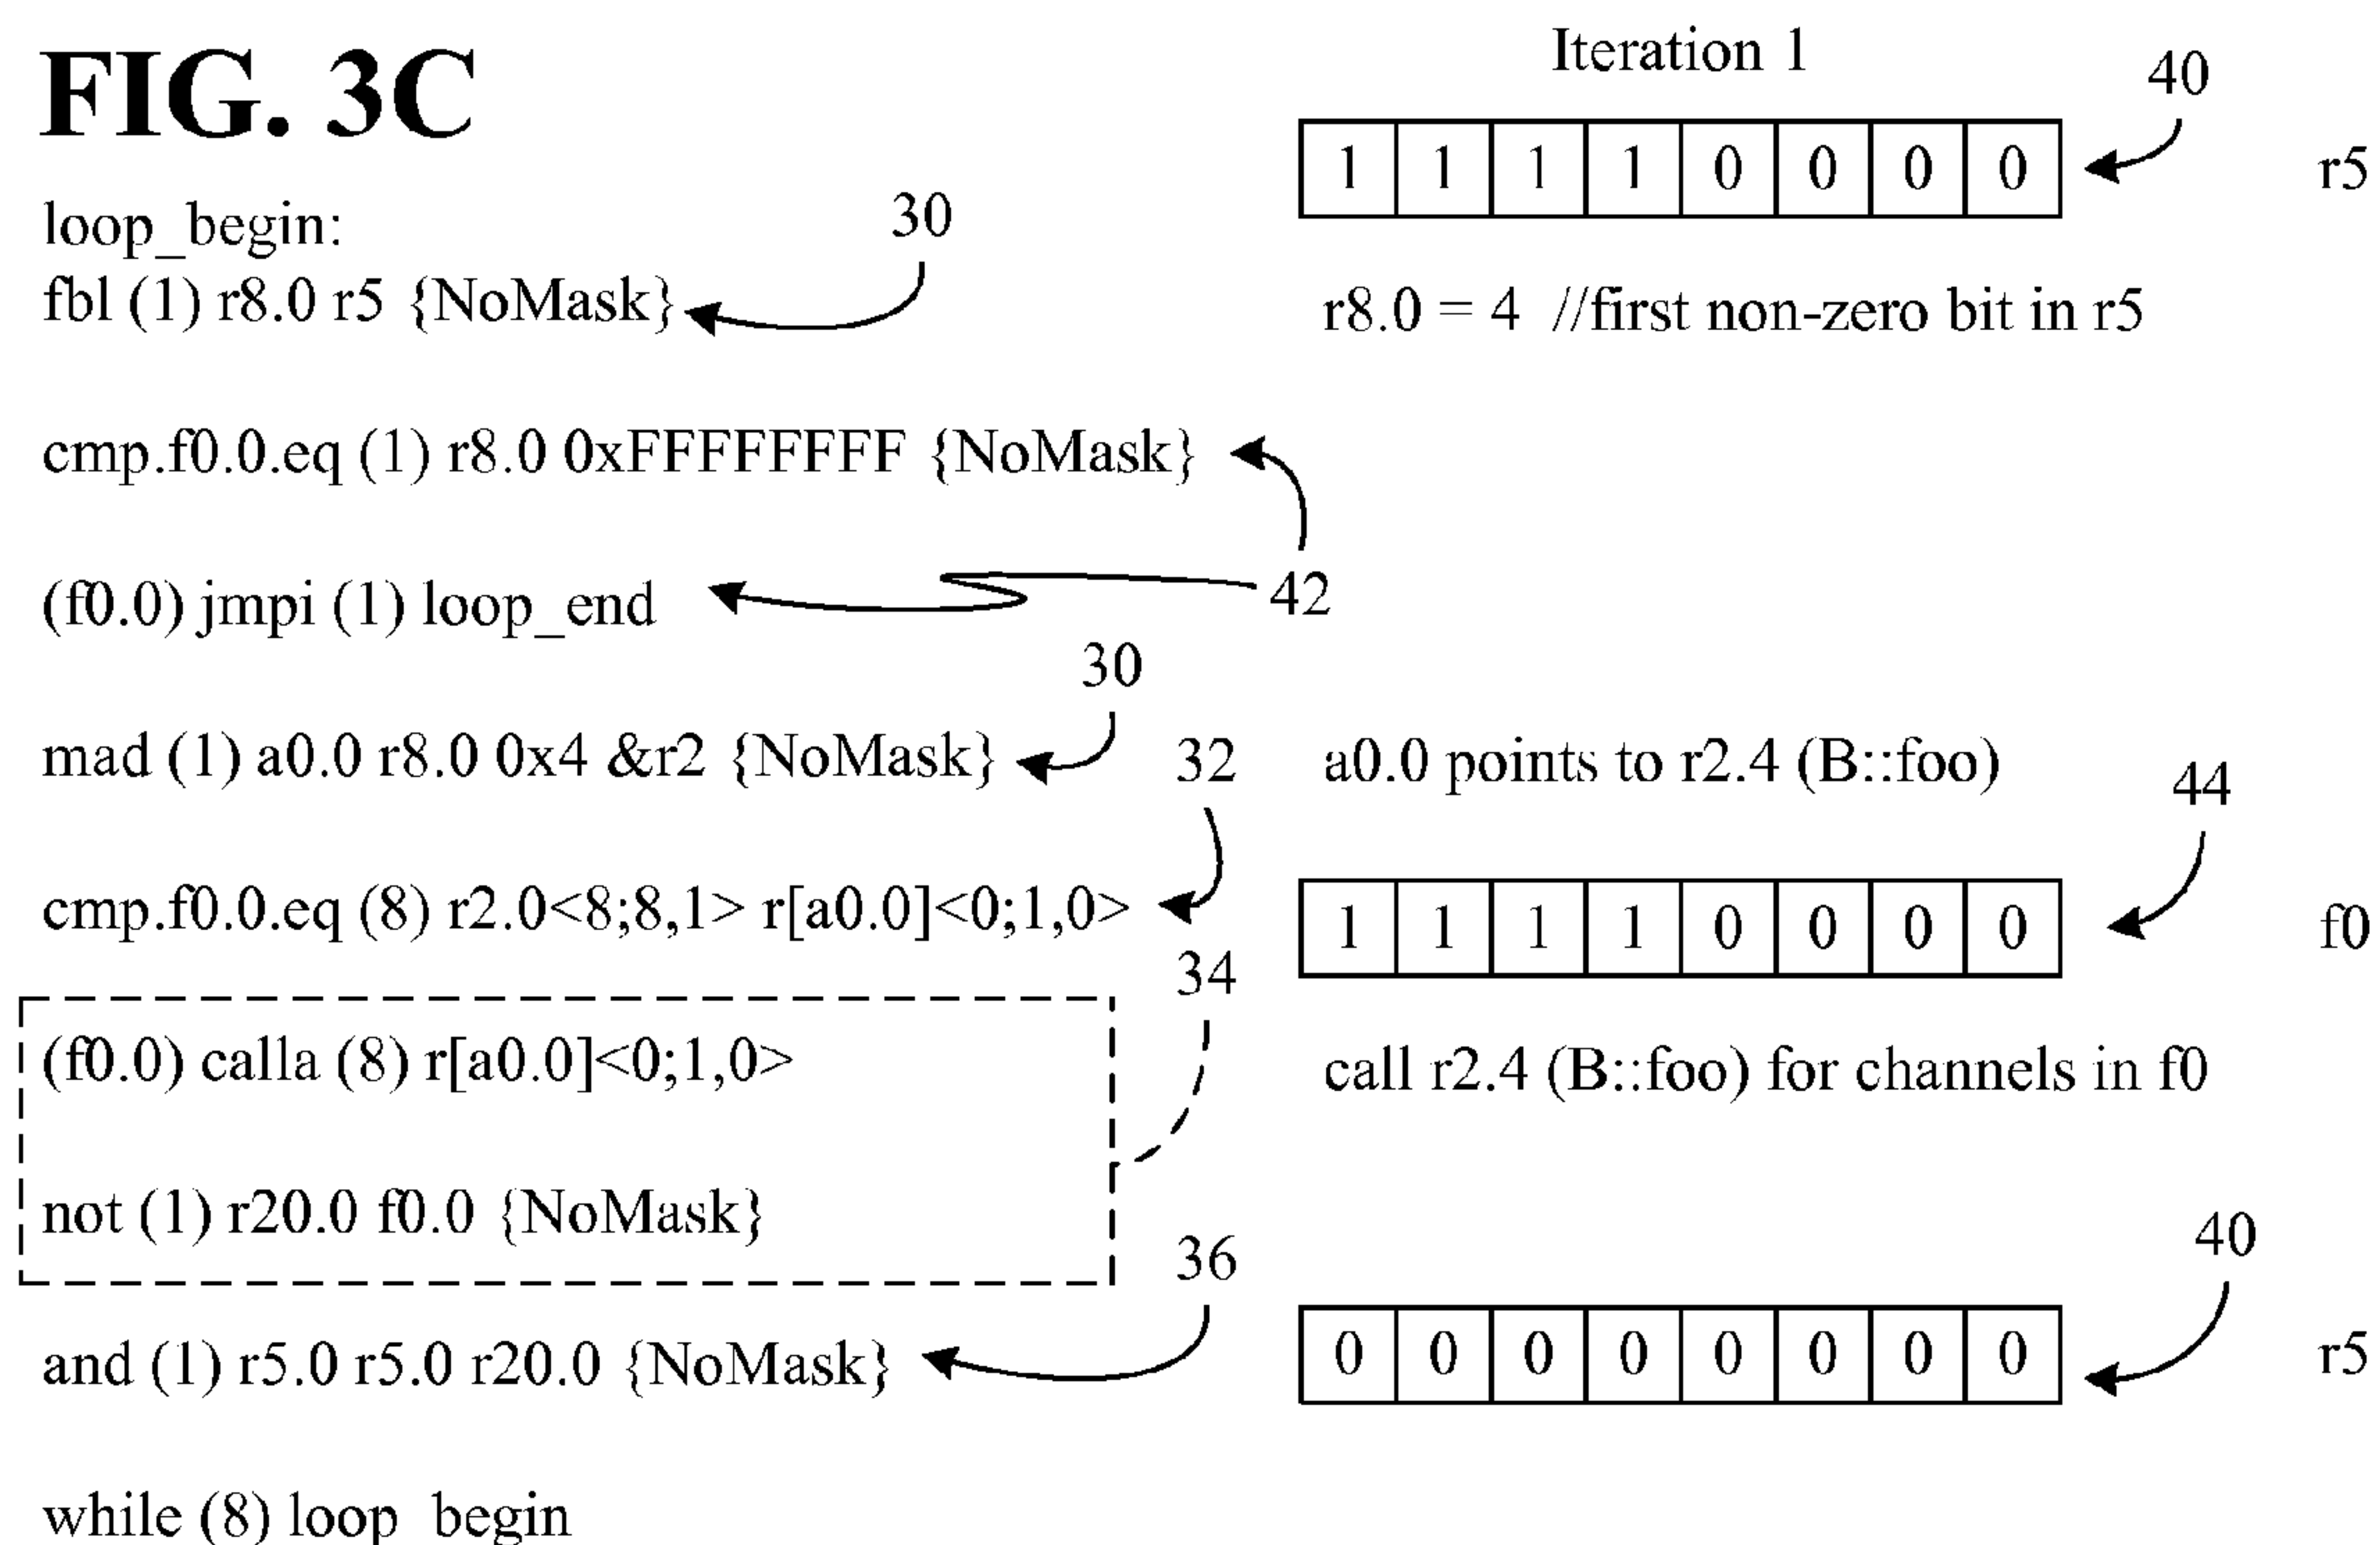 FIG. 3C
Iteration 1
40
1 1 1 1 0 0 0 0
r5
loop_begin:
30
fbl (1) r8.0 r5 {NoMask}
r8.0 = 4 //first non-zero bit in r5
cmp.f0.0.eq (1) r8.0 0xFFFFFFFF {NoMask}
(f0.0) jmpi (1) loop_end
42
30
mad (1) a0.0 r8.0 0x4 &r2 {NoMask}
32
a0.0 points to r2.4 (B::foo)
44
cmp.f0.0.eq (8) r2.0<8;8,1> r[a0.0]<0;1,0>
1 1 1 1 0 0 0 0
f0
34
(f0.0) calla (8) r[a0.0]<0;1,0>
call r2.4 (B::foo) for channels in f0
not (1) r20.0 f0.0 {NoMask}
36
40
and (1) r5.0 r5.0 r20.0 {NoMask}
0 0 0 0 0 0 0 0
r5
while (8) loop_begin